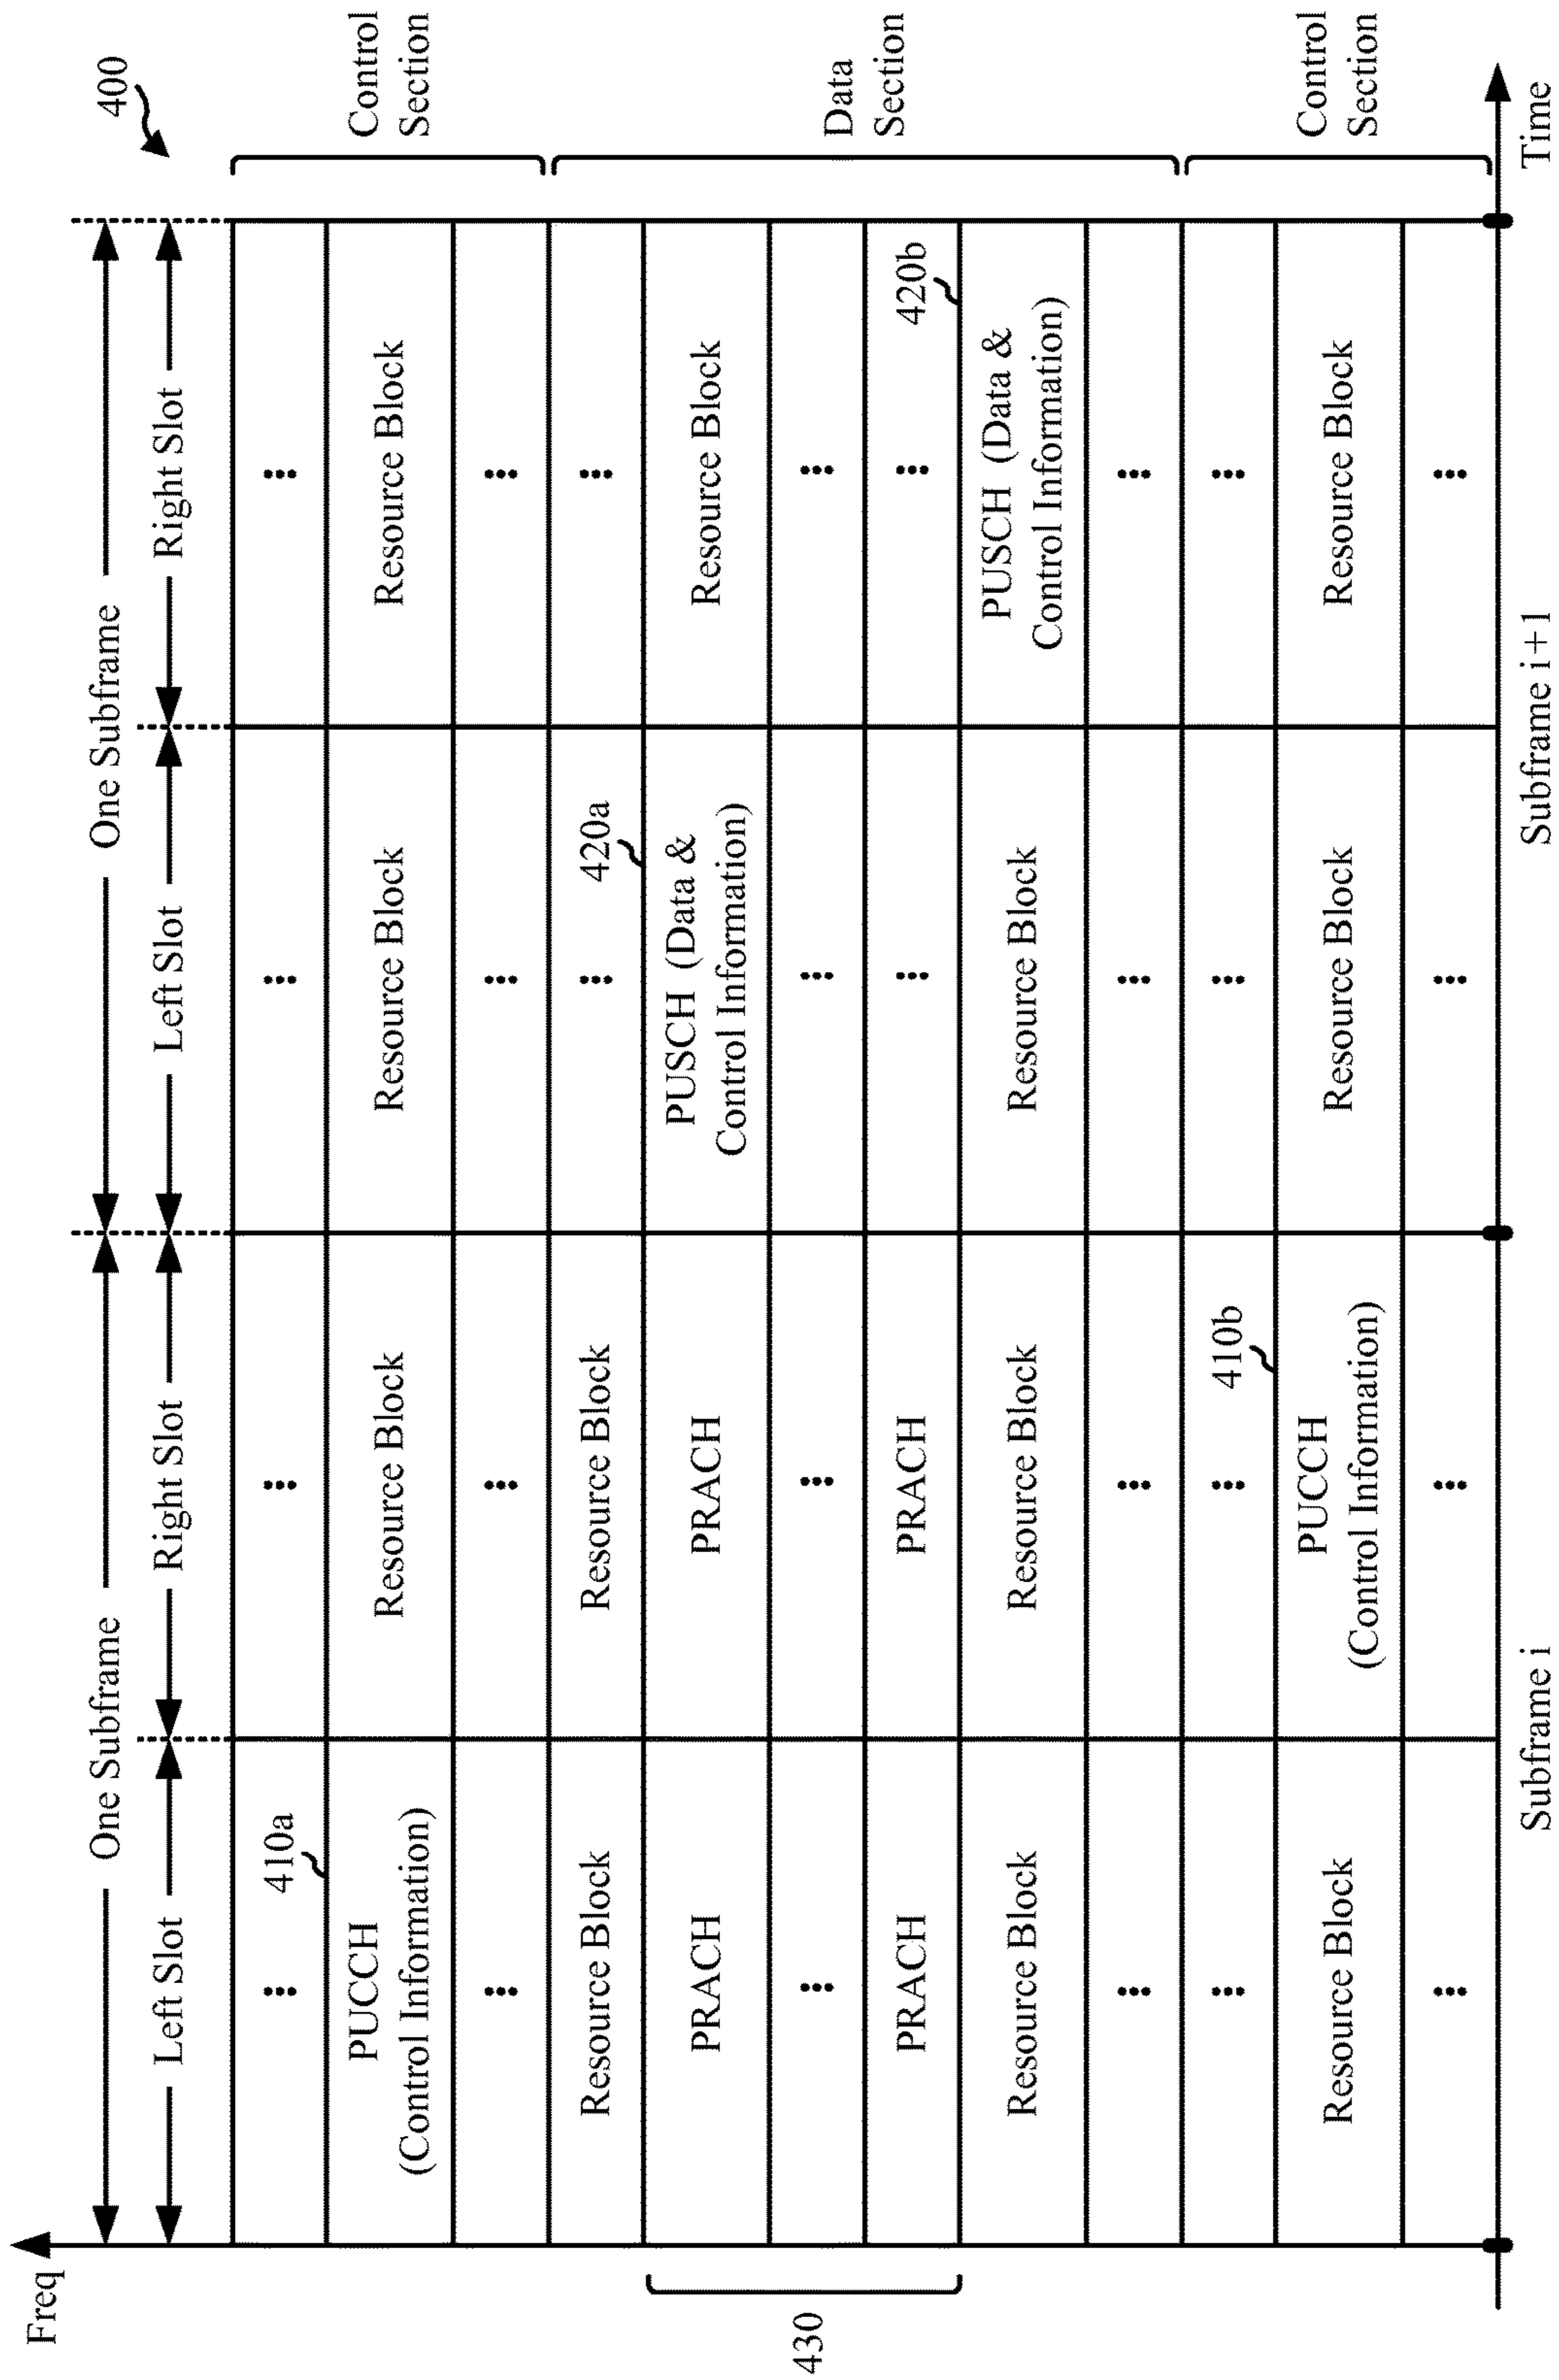 400
Freq
One Subframe
One Subframe
Left Slot
Right Slot
Left Slot
Right Slot
⋮
⋮
⋮
⋮
410a
PUCCH
(Control Information)
Resource Block
Resource Block
Resource Block
Control
Section
⋮
⋮
⋮
⋮
Resource Block
Resource Block
⋮
⋮
420a
430
PRACH
PRACH
PUSCH (Data &
Control Information)
Resource Block
⋮
⋮
⋮
⋮
Data
Section
PRACH
PRACH
⋮
⋮
420b
Resource Block
Resource Block
Resource Block
PUSCH (Data &
Control Information)
⋮
⋮
⋮
⋮
⋮
⋮
⋮
⋮
410b
Resource Block
PUCCH
(Control Information)
Resource Block
Resource Block
Control
Section
⋮
⋮
⋮
⋮
Subframe i
Subframe i+1
Time